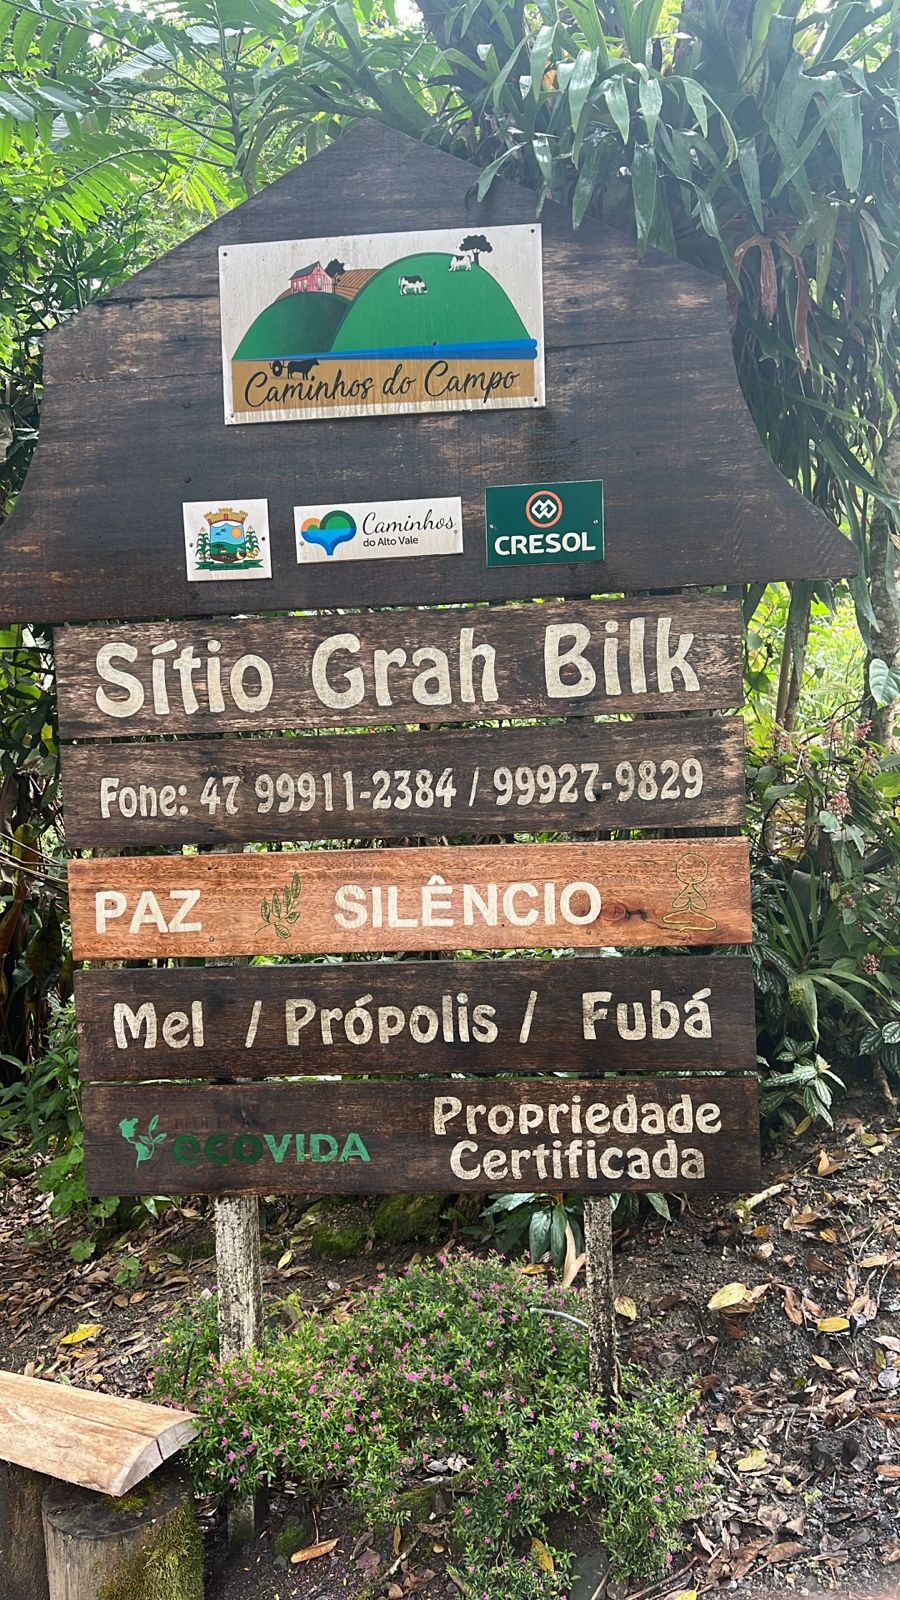 Caminhos do Campo
Caminhos
do Alto Vale
CRESOL
Sítio Grah Bilk
Fone: 47 99911-2384 / 99927-9829
PAZ SILÊNCIO
Mel / Própolis / Fubá
ecoVIDA
Propriedade
Certificada